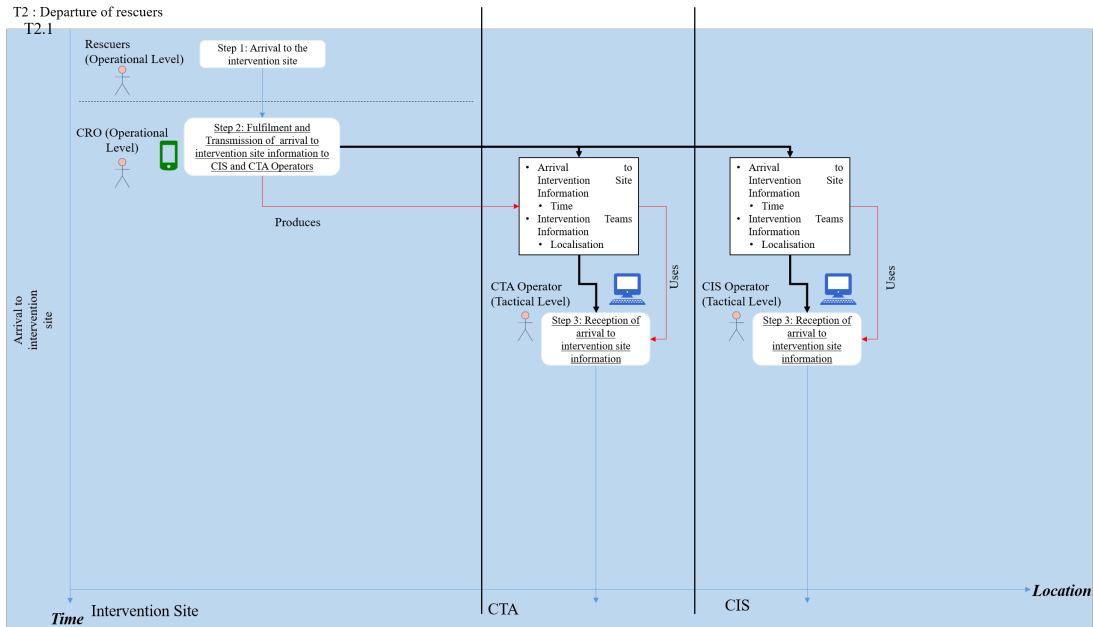 T2 : Departure of rescuers
T2.1
Rescuers
(Operational Level)
Step 1: Arrival to the
intervention site
CRO (Operational
Level)
Step 2: Fulfilment and
Transmission of arrival to
intervention site information to
CIS and CTA Operators
Produces
• Arrival to
Intervention Site
Information
• Time
• Intervention Teams
Information
• Localisation
Uses
CTA Operator
(Tactical Level)
Step 3: Reception of
arrival to
intervention site
information
• Arrival to
Intervention Site
Information
• Time
• Intervention Teams
Information
• Localisation
Uses
CIS Operator
(Tactical Level)
Step 3: Reception of
arrival to
intervention site
information
Arrival to
intervention
site
Location
Time
Intervention Site
CTA
CIS